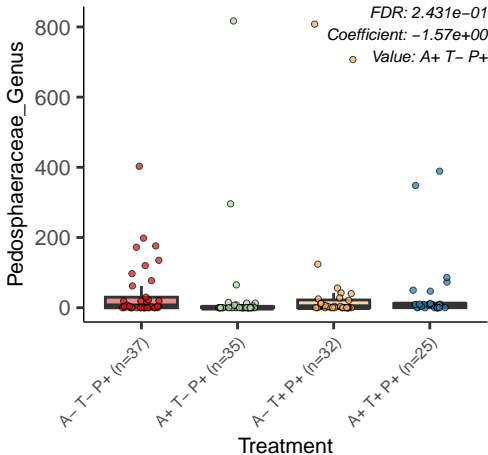 FDR: 2.431e−01
Coefficient: −1.57e+00
Value: A+ T− P+
Pedosphaeraceae_Genus
800
600
400
200
0
A− T− P+ (n=37)
A+ T− P+ (n=35)
A− T+ P+ (n=32)
A+ T+ P+ (n=25)
Treatment